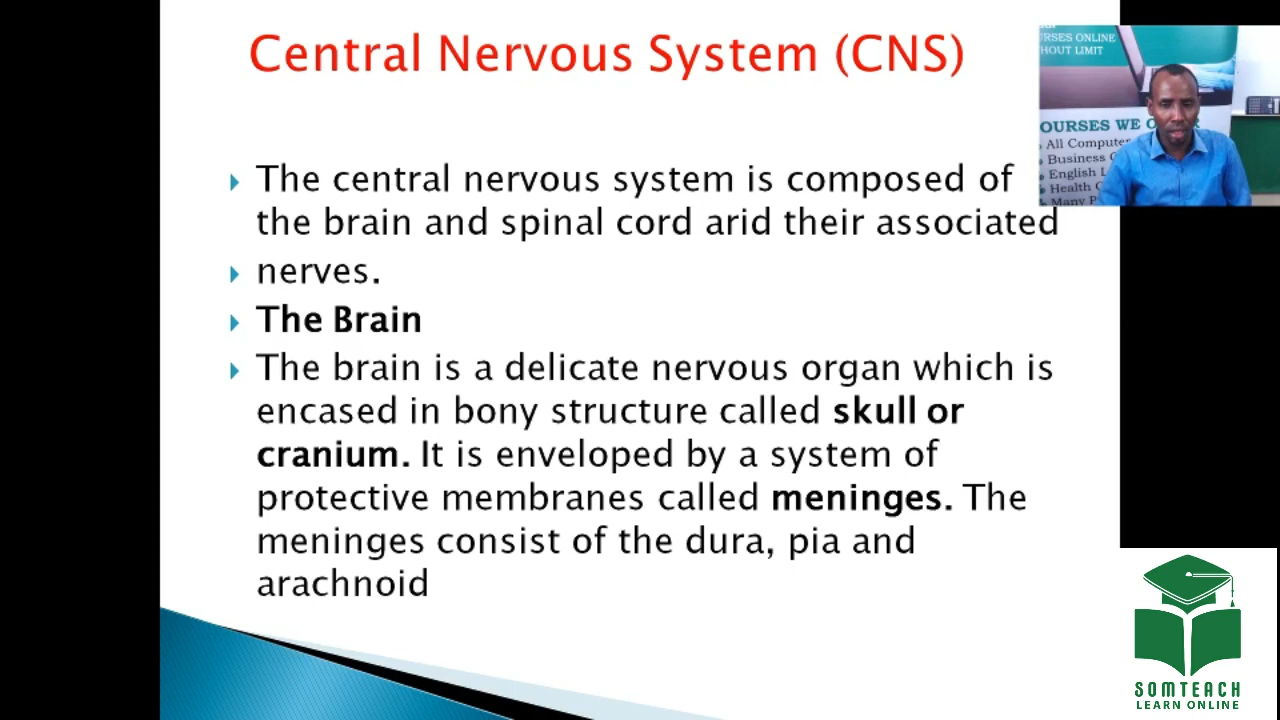 Central Nervous System (CNS)
The central nervous system is composed of
the brain and spinal cord arid their associated
nerves.
The Brain
The brain is a delicate nervous organ which is
encased in bony structure called skull or
cranium. It is enveloped by a system of
protective membranes called meninges. The
meninges consist of the dura, pia and
arachnoid
URSES ONLINE
HOUT LIMIT
OURSES WE
All Computer
Business
English L
Health
Many P
SOMTEACH
LEARN ONLINE